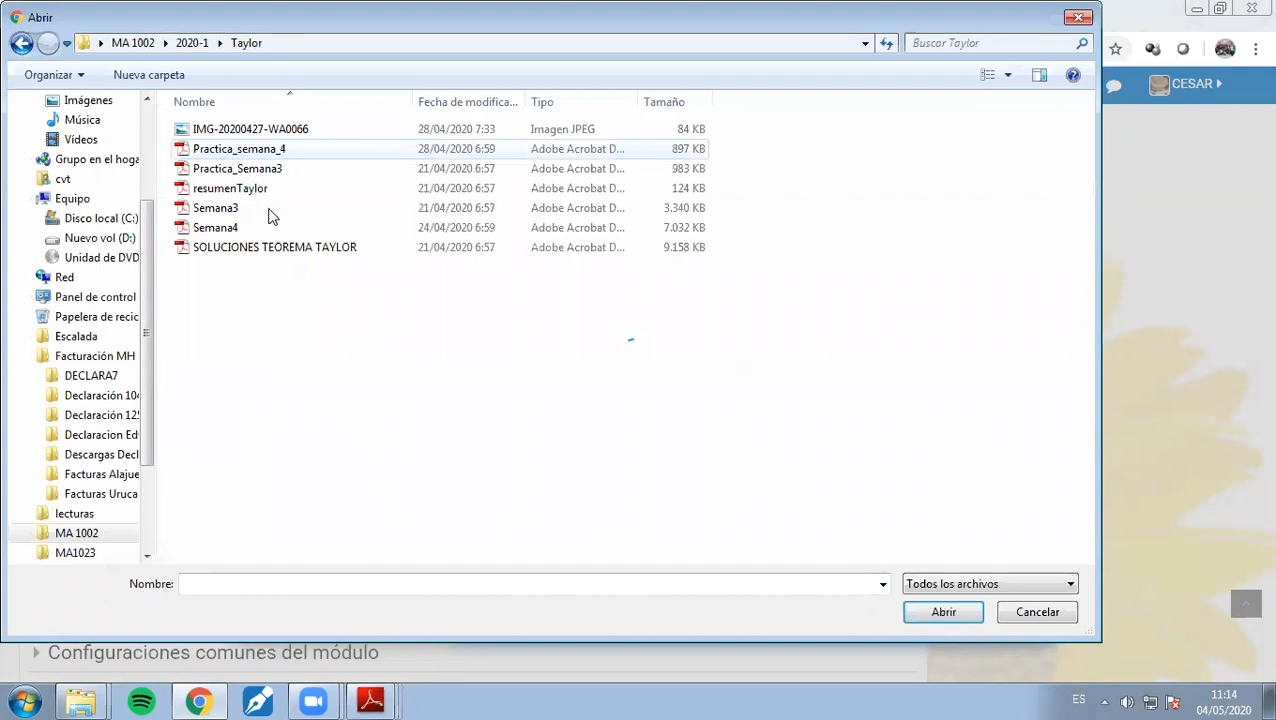 Abrir
MA 1002 2020-1 Taylor
Buscar Taylor
Organizar Nueva carpeta
CESAR
Imágenes
Música
Vídeos
Grupo en el hoga
cvt
Equipo
Disco local (C:)
Nuevo vol (D:)
Unidad de DVD
Red
Panel de control
Papelera de recic
Escalada
Facturación MH
DECLARA7
Declaración 104
Declaración 125
Declaracion Ed
Descargas Decl
Facturas Alajue
Facturas Uruca
lecturas
MA 1002
MA1023
Nombre Fecha de modifica... Tipo Tamaño
IMG-20200427-WA0066 28/04/2020 7:33 Imagen JPEG 84 KB
Practica_semana_4 28/04/2020 6:59 Adobe Acrobat D... 897 KB
Practica_Semana3 21/04/2020 6:57 Adobe Acrobat D... 983 KB
resumenTaylor 21/04/2020 6:57 Adobe Acrobat D... 124 KB
Semana3 21/04/2020 6:57 Adobe Acrobat D... 3.340 KB
Semana4 24/04/2020 6:59 Adobe Acrobat D... 7.032 KB
SOLUCIONES TEOREMA TAYLOR 21/04/2020 6:57 Adobe Acrobat D... 9.158 KB
Nombre: Todos los archivos
Abrir Cancelar
Configuraciones comunes del módulo
ES 11:14
04/05/2020